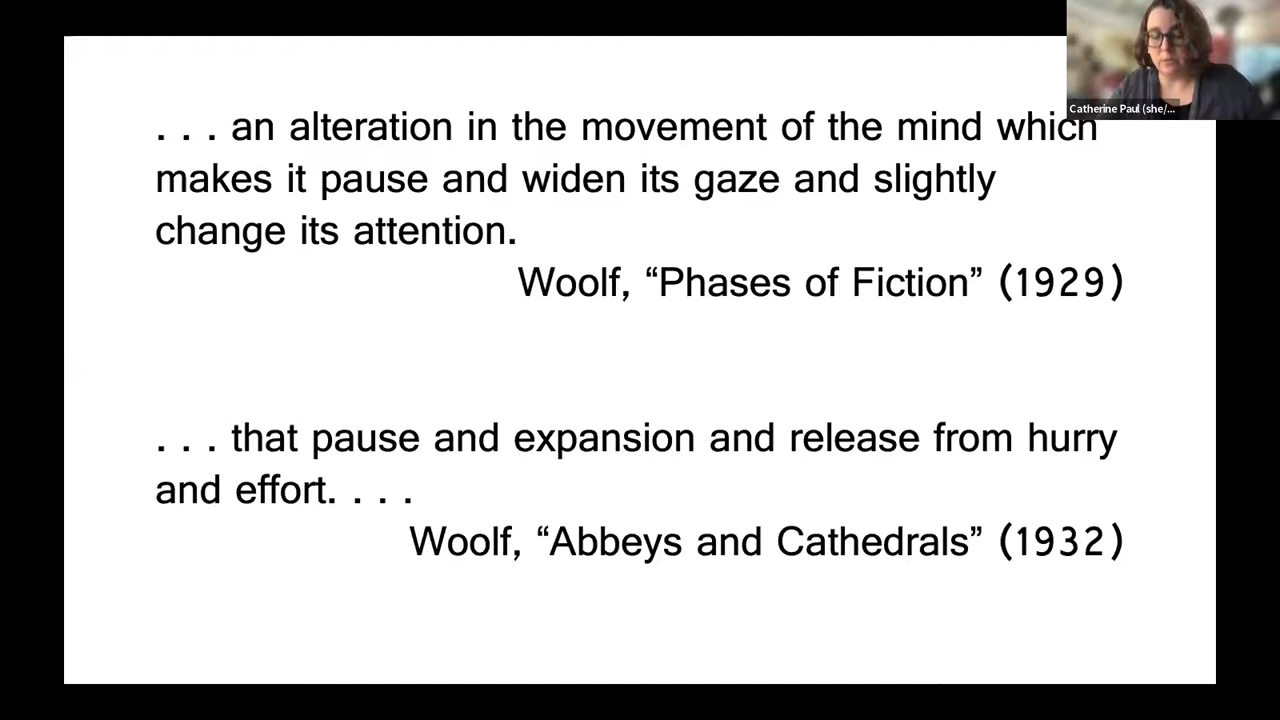 Catherine Paul (she/...
. . . an alteration in the movement of the mind which
makes it pause and widen its gaze and slightly
change its attention.
Woolf, “Phases of Fiction” (1929)
. . . that pause and expansion and release from hurry
and effort. . . .
Woolf, “Abbeys and Cathedrals” (1932)